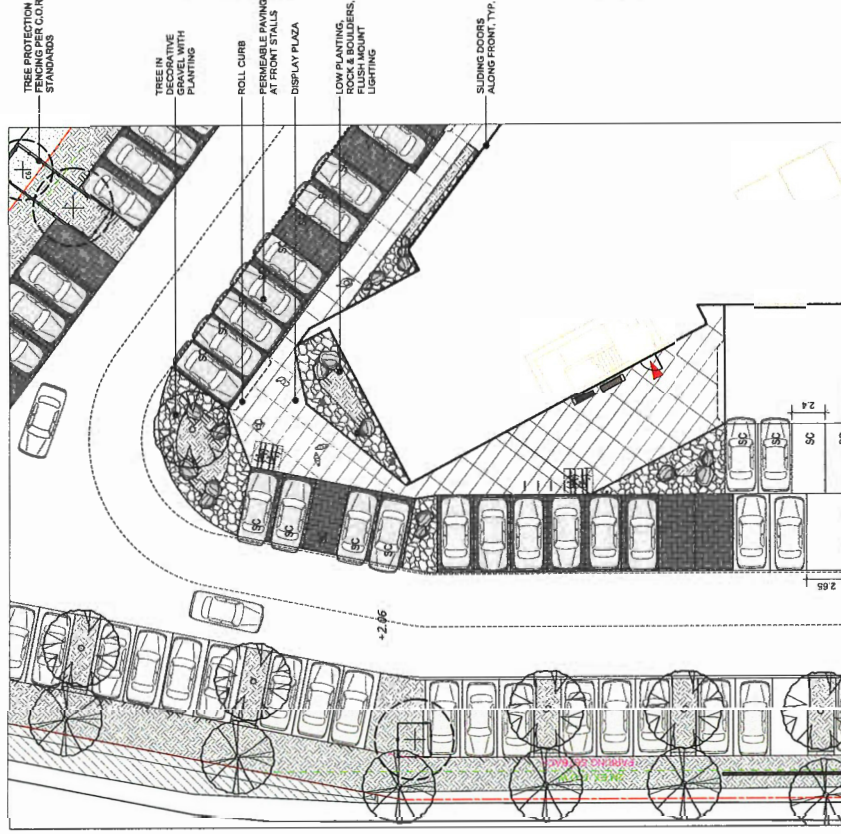 TREE PROTECTION
FENCING PER C.O.R
STANDARDS
TREE IN
DECORATIVE
GRAVEL WITH
PLANTING
ROLL CURB
PERMEABLE PAVING
AT FRONT STALLS
DISPLAY PLAZA
LOW PLANTING,
ROCK & BOULDERS,
FLUSH MOUNT
LIGHTING
SLIDING DOORS
ALONG FRONT, TYP.
SC
SC
SC
SC
SC
SC
SC
2.4
2.65
+2.06
PARKING SETBACK